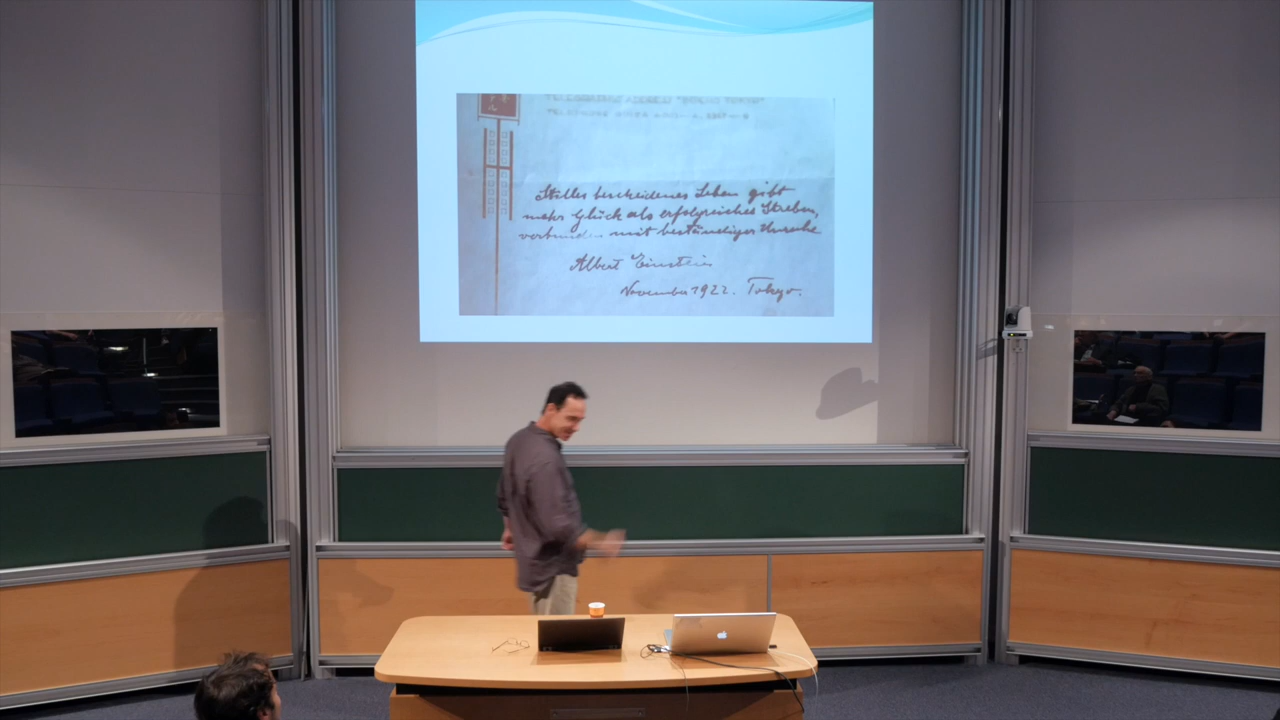 Stilles bescheidenes Leben gibt
mehr Glück als erfolgreiches Streben,
verbunden mit beständiger Unruhe
Albert Einstein
November 1922. Tokyo.